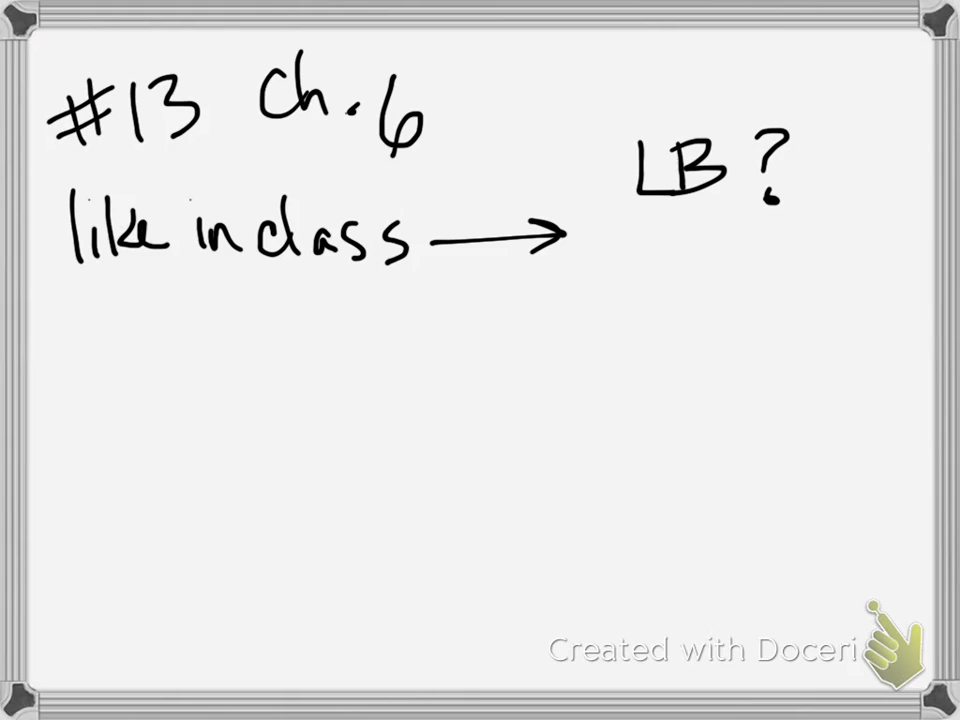 #13 Ch. 6
LB ?
like in class →
Created with Doceri